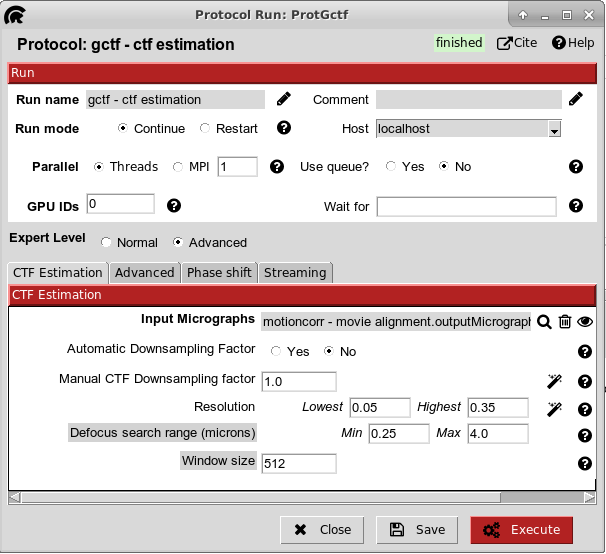 Protocol Run: ProtGctf
Protocol: gctf - ctf estimation finished Cite Help
Run
Run name gctf - ctf estimation Comment
Run mode Continue Restart Host localhost
Parallel Threads MPI 1 Use queue? Yes No
GPU IDs 0 Wait for
Expert Level Normal Advanced
CTF Estimation Advanced Phase shift Streaming
CTF Estimation
Input Micrographs motioncorr - movie alignment.outputMicrograph
Automatic Downsampling Factor Yes No
Manual CTF Downsampling factor 1.0
Resolution Lowest 0.05 Highest 0.35
Defocus search range (microns) Min 0.25 Max 4.0
Window size 512
Close Save Execute